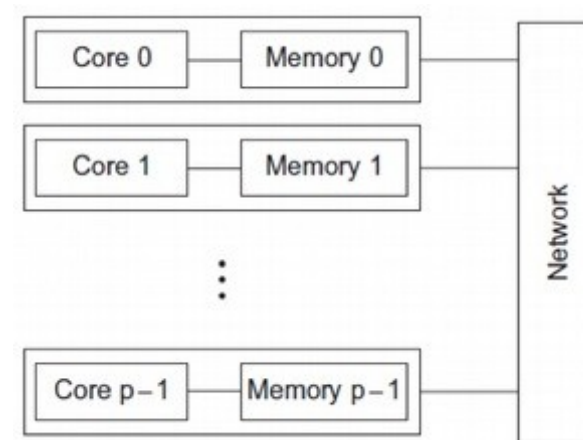 Core 0
Memory 0
Core 1
Memory 1
Core p–1
Memory p–1
Network